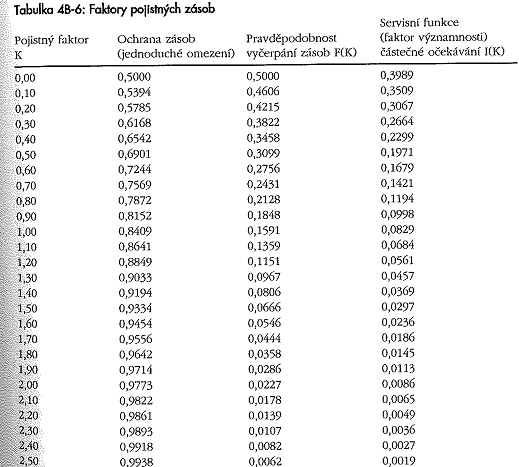 Tabulka 4B-6: Faktory pojistných zásob
Servisní funkce
Pojistný faktor Ochrana zásob Pravděpodobnost (faktor významnosti)
K (jednoduché omezení) vyčerpání zásob F(K) částečné očekávání I(K)
0,00 0,5000 0,5000 0,3989
0,10 0,5394 0,4606 0,3509
0,20 0,5785 0,4215 0,3067
0,30 0,6168 0,3822 0,2664
0,40 0,6542 0,3458 0,2299
0,50 0,6901 0,3099 0,1971
0,60 0,7244 0,2756 0,1679
0,70 0,7569 0,2431 0,1421
0,80 0,7872 0,2128 0,1194
0,90 0,8152 0,1848 0,0998
1,00 0,8409 0,1591 0,0829
1,10 0,8641 0,1359 0,0684
1,20 0,8849 0,1151 0,0561
1,30 0,9033 0,0967 0,0457
1,40 0,9194 0,0806 0,0369
1,50 0,9334 0,0666 0,0297
1,60 0,9454 0,0546 0,0236
1,70 0,9556 0,0444 0,0186
1,80 0,9642 0,0358 0,0145
1,90 0,9714 0,0286 0,0113
2,00 0,9773 0,0227 0,0086
2,10 0,9822 0,0178 0,0065
2,20 0,9861 0,0139 0,0049
2,30 0,9893 0,0107 0,0036
2,40 0,9918 0,0082 0,0027
2,50 0,9938 0,0062 0,0019